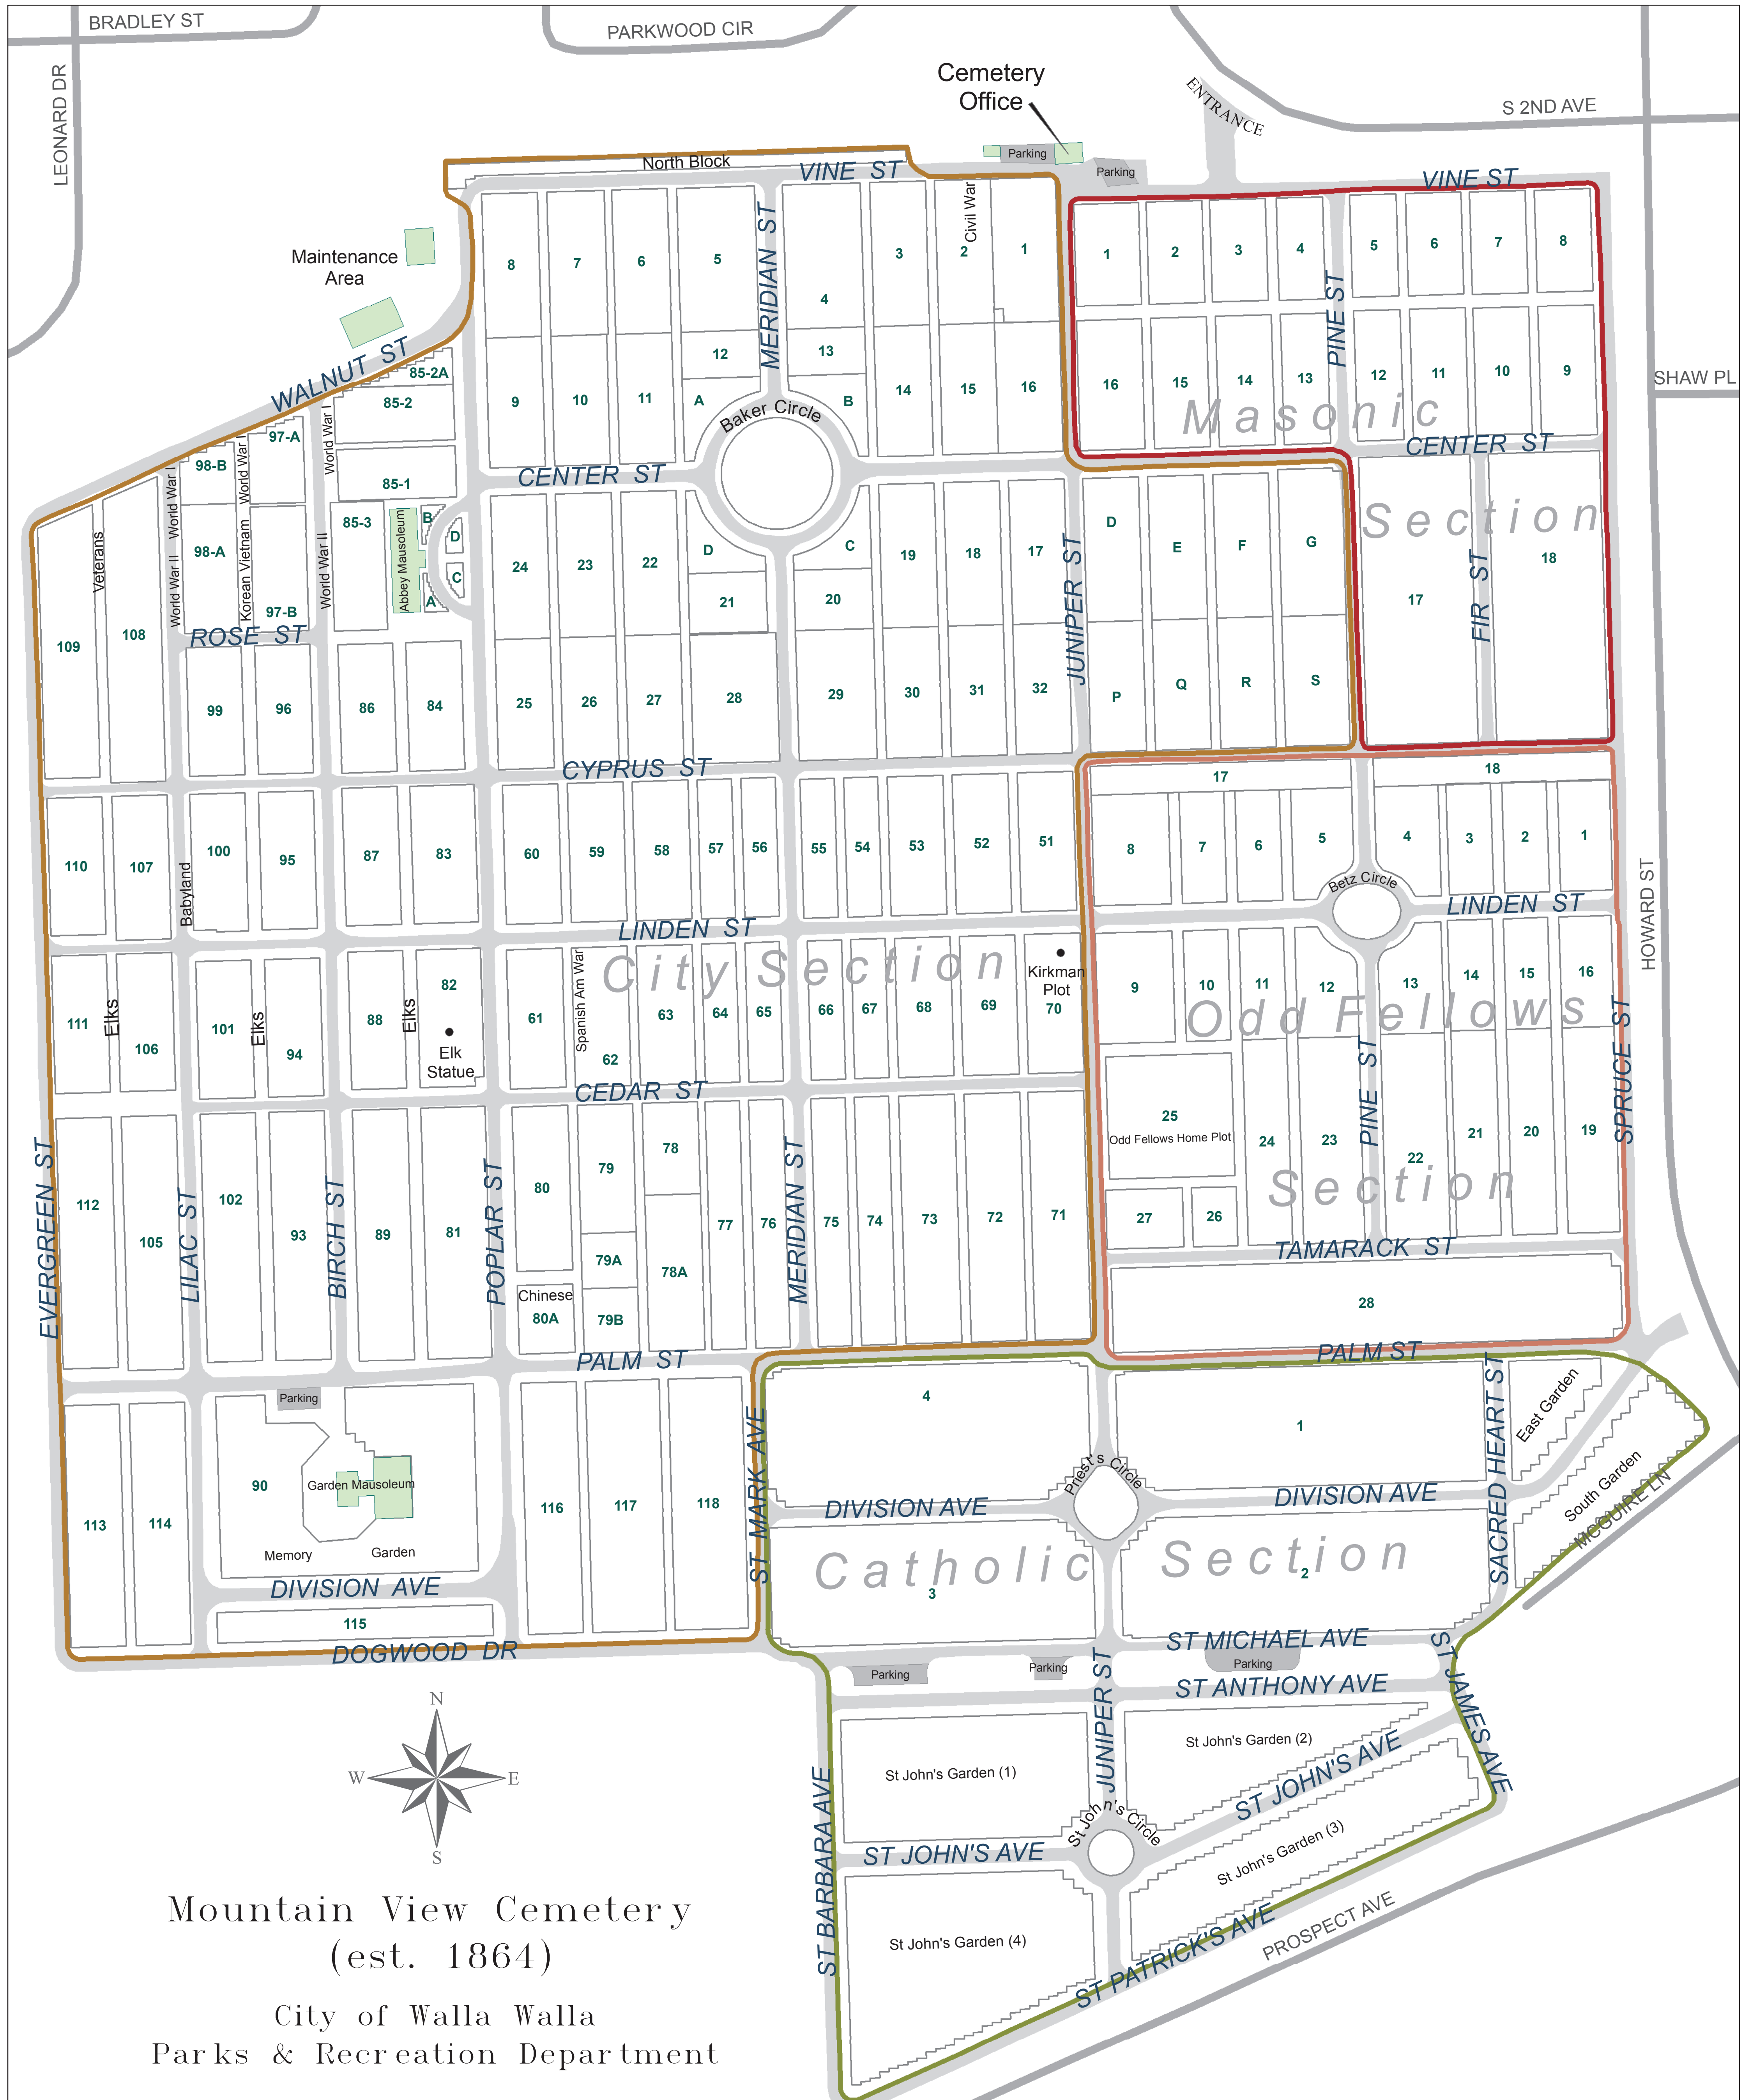 BRADLEY ST
PARKWOOD CIR
LEONARD DR
Cemetery
Office
ENTRANCE
S 2ND AVE
Parking
Parking
North Block
VINE ST
VINE ST
Civil War
MERIDIAN ST
PINE ST
8
7
6
5
4
3
2
1
1
2
3
4
5
6
7
8
Maintenance
Area
WALNUT ST
9
10
11
12
A
13
B
14
15
16
16
15
14
13
12
11
10
9
Masonic
SHAW PL
Baker Circle
CENTER ST
CENTER ST
85-2A
85-2
85-1
85-3
World War I
97-A
World War I
98-B
World War I
Veterans
World War II
98-A
Korean Vietnam
97-B
World War II
Abbey Mausoleum
B
D
C
A
109
108
ROSE ST
24
23
22
D
21
C
20
19
18
17
JUNIPER ST
D
E
F
G
Section
17
FIR ST
18
99
96
86
84
25
26
27
28
29
30
31
32
P
Q
R
S
CYPRUS ST
17
18
110
107
Babyland
100
95
87
83
60
59
58
57
56
55
54
53
52
51
8
7
6
5
4
3
2
1
Betz Circle
LINDEN ST
LINDEN ST
HOWARD ST
City Section
111
Elks
106
101
Elks
94
88
Elks
82
Elk
Statue
61
Spanish Am War
62
63
64
65
66
67
68
69
Kirkman
Plot
70
9
10
11
12
13
14
15
16
Odd Fellows
CEDAR ST
PINE ST
SPRUCE ST
25
Odd Fellows Home Plot
24
23
22
21
20
19
Section
27
26
TAMARACK ST
28
EVERGREEN ST
112
105
LILAC ST
102
93
BIRCH ST
89
81
POPLAR ST
80
Chinese
80A
79
79A
79B
78
78A
77
76
MERIDIAN ST
75
74
73
72
71
PALM ST
PALM ST
113
114
Parking
90
Garden Mausoleum
Memory
Garden
DIVISION AVE
115
DOGWOOD DR
116
117
118
ST MARK AVE
4
1
Priest's Circle
SACRED HEART ST
East Garden
South Garden
MCGUIRE LN
DIVISION AVE
DIVISION AVE
Catholic Section
3
2
ST MICHAEL AVE
Parking
Parking
Parking
ST ANTHONY AVE
ST JAMES AVE
JUNIPER ST
St John's Garden (1)
St John's Garden (2)
ST JOHN'S AVE
St John's Circle
ST JOHN'S AVE
St John's Garden (3)
ST BARBARA AVE
St John's Garden (4)
ST PATRICK'S AVE
PROSPECT AVE
N
W
E
S
Mountain View Cemetery
(est. 1864)
City of Walla Walla
Parks & Recreation Department